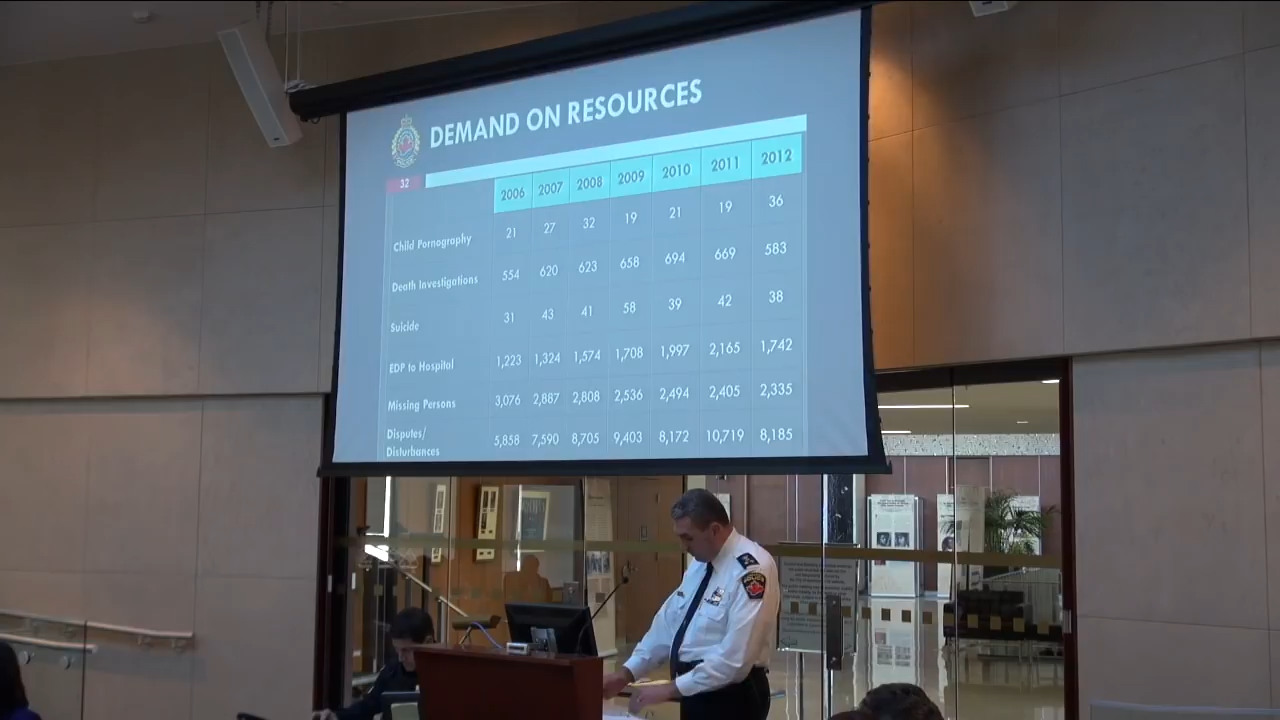 DEMAND ON RESOURCES
32
2006 2007 2008 2009 2010 2011 2012
Child Pornography 21 27 32 19 21 19 36
Death Investigations 554 620 623 658 694 669 583
Suicide 31 43 41 58 39 42 38
EDP to Hospital 1,223 1,324 1,574 1,708 1,997 2,165 1,742
Missing Persons 3,076 2,887 2,808 2,536 2,494 2,405 2,335
Disputes/
Disturbances 5,858 7,590 8,705 9,403 8,172 10,719 8,185